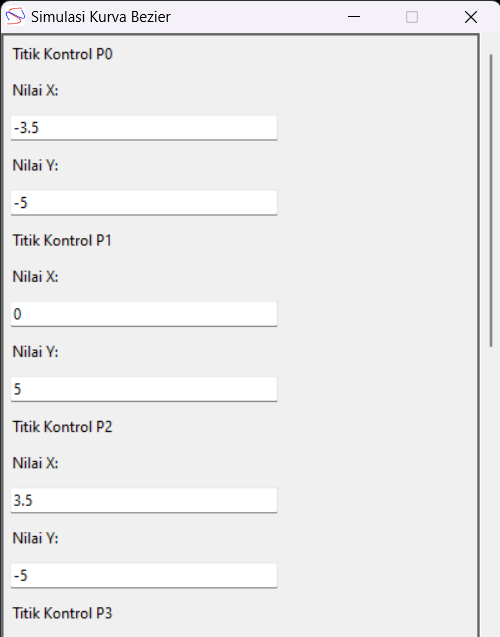 Simulasi Kurva Bezier
Titik Kontrol P0
Nilai X:
-3.5
Nilai Y:
-5
Titik Kontrol P1
Nilai X:
0
Nilai Y:
5
Titik Kontrol P2
Nilai X:
3.5
Nilai Y:
-5
Titik Kontrol P3